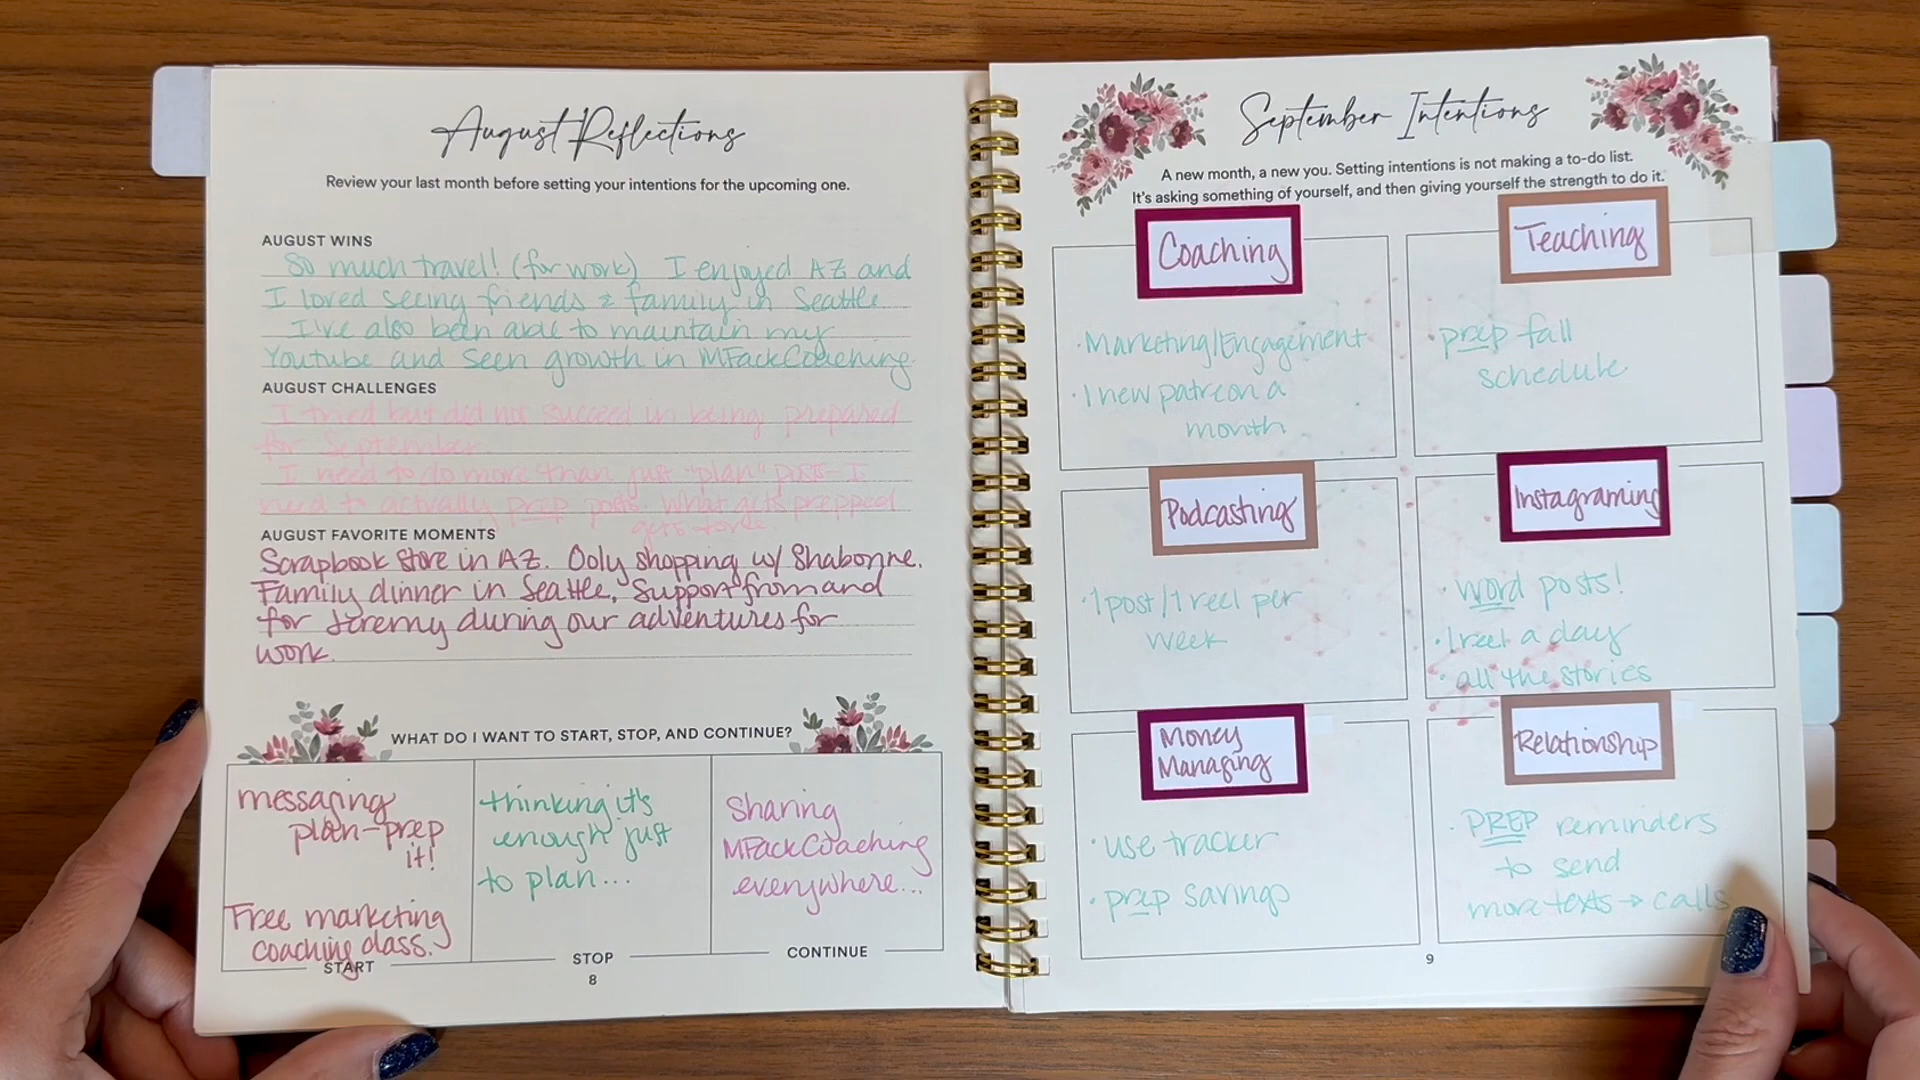 August Reflections
Review your last month before setting your intentions for the upcoming one.
AUGUST WINS
So much travel! (for work) I enjoyed AZ and
I loved seeing friends & family in Seattle
I've also been able to maintain my
Youtube and seen growth in MFackCoaching
AUGUST CHALLENGES
I tried but did not succeed in being prepared
for September
I need to do more than just "plan" posts-I
need to actually prep posts. What gets prepped
gets done.
AUGUST FAVORITE MOMENTS
Scrapbook store in AZ. Ooly shopping w/ Shabonne.
Family dinner in Seattle, Support from and
for Jeremy during our adventures for
work.
WHAT DO I WANT TO START, STOP, AND CONTINUE?
messaging
plan-prep
it!
Free marketing
coaching class.
START
thinking it's
enough just
to plan...
STOP
Sharing
MFackCoaching
everywhere...
CONTINUE
8
September Intentions
A new month, a new you. Setting intentions is not making a to-do list.
It's asking something of yourself, and then giving yourself the strength to do it.
Coaching
• Marketing/Engagement
• 1 new patreon a
month
Teaching
• prep fall
schedule
Podcasting
• 1 post/1 reel per
week
Instagraming
• word posts!
• 1 reel a day
• all the stories
Money
Managing
• use tracker
• prep savings
Relationship
• PREP reminders
to send
more texts → calls
9